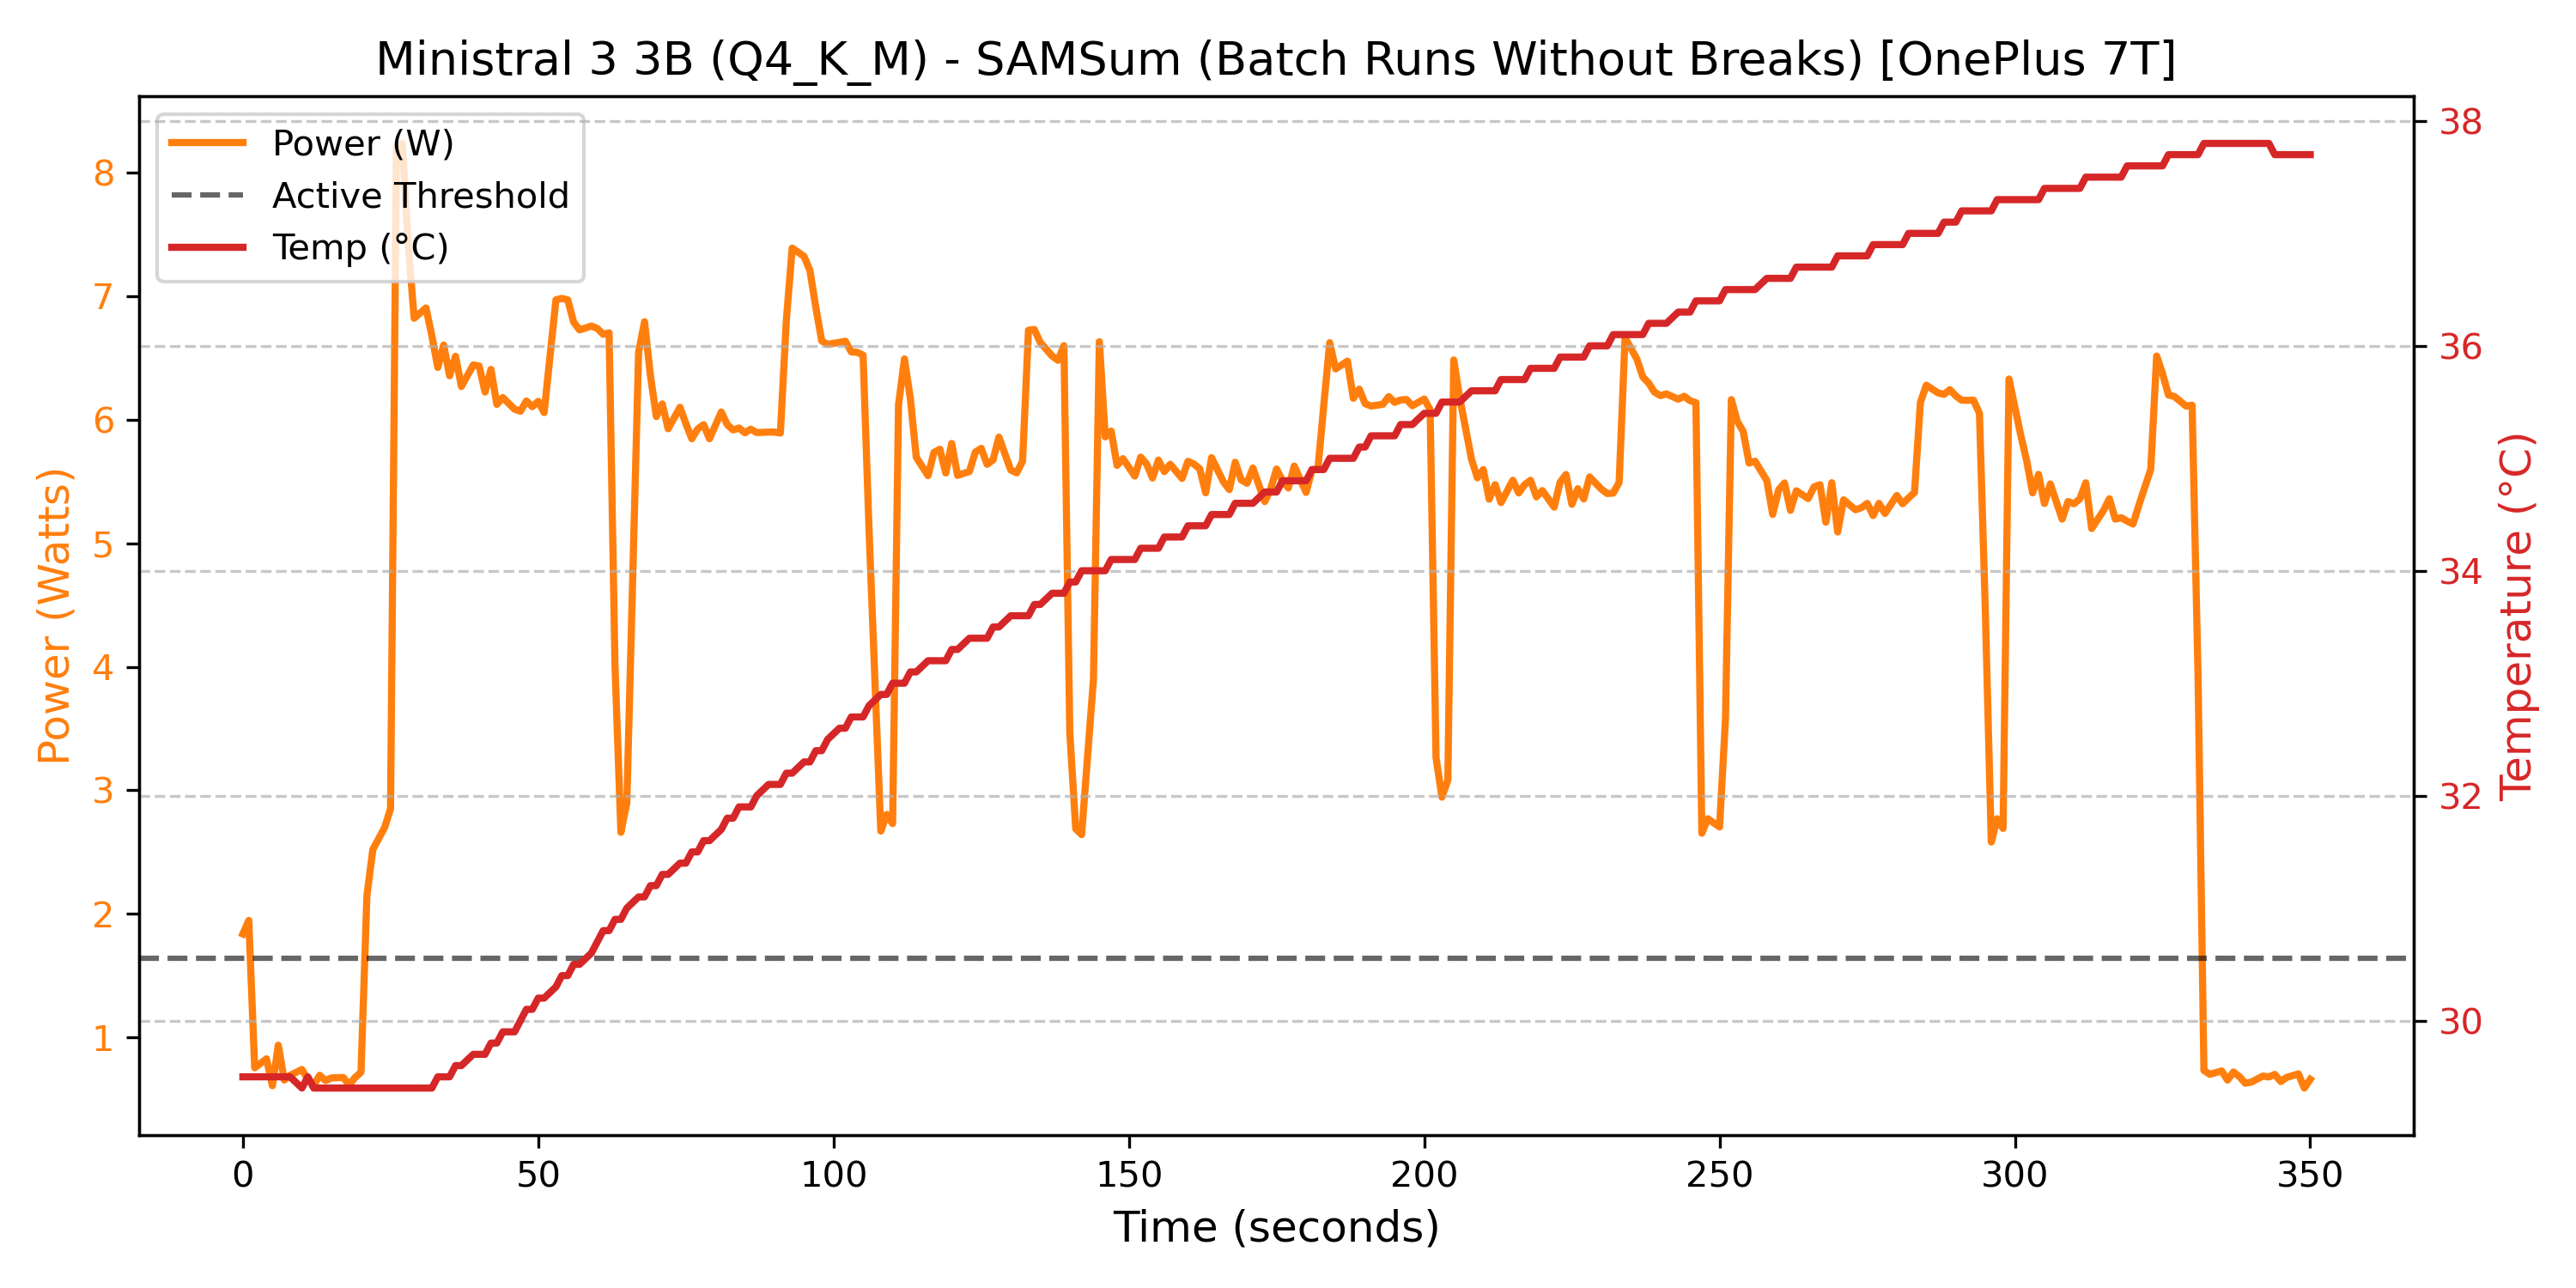 Ministral 3 3B (Q4_K_M) - SAMSum (Batch Runs Without Breaks) [OnePlus 7T]
Power (W)
Active Threshold
Temp (°C)
Power (Watts)
8
7
6
5
4
3
2
1
38
36
34
32
30
Temperature (°C)
0 50 100 150 200 250 300 350
Time (seconds)